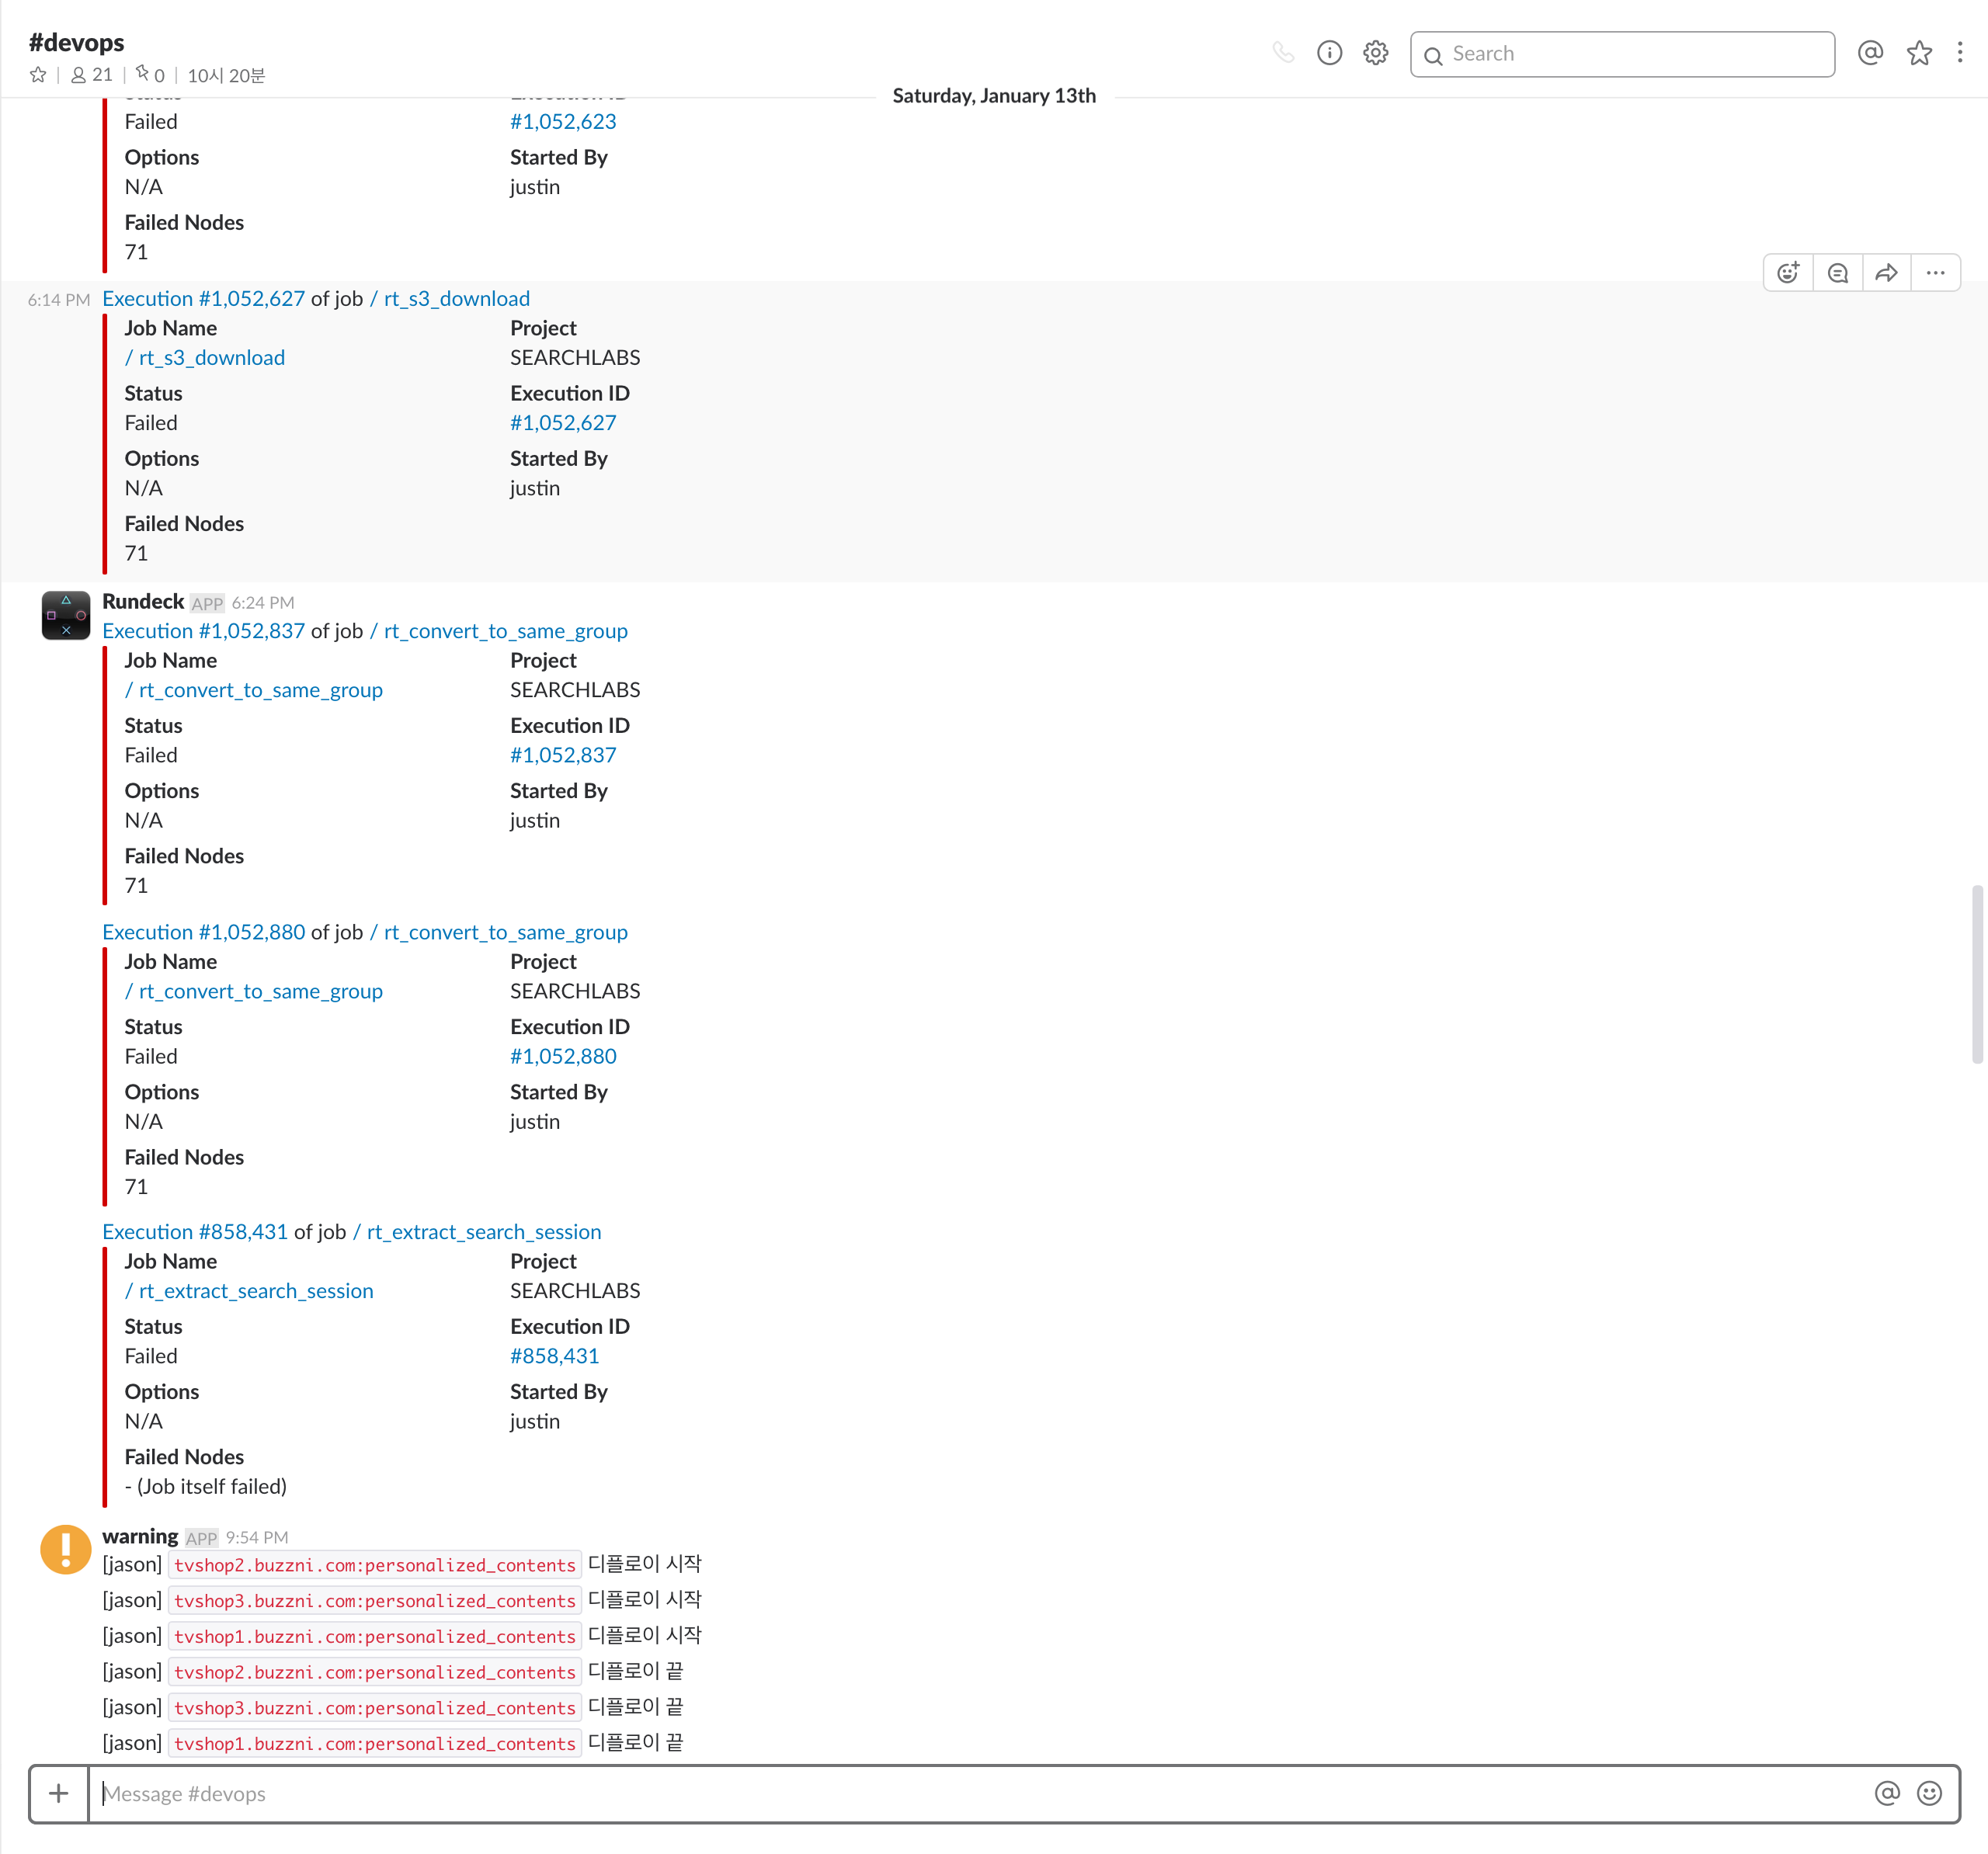 #devops
21 | 0 | 10시 20분
Search
Saturday, January 13th
Status Execution ID
Failed #1,052,623
Options Started By
N/A justin
Failed Nodes
71
6:14 PM Execution #1,052,627 of job / rt_s3_download
Job Name Project
/ rt_s3_download SEARCHLABS
Status Execution ID
Failed #1,052,627
Options Started By
N/A justin
Failed Nodes
71
Rundeck APP 6:24 PM
Execution #1,052,837 of job / rt_convert_to_same_group
Job Name Project
/ rt_convert_to_same_group SEARCHLABS
Status Execution ID
Failed #1,052,837
Options Started By
N/A justin
Failed Nodes
71
Execution #1,052,880 of job / rt_convert_to_same_group
Job Name Project
/ rt_convert_to_same_group SEARCHLABS
Status Execution ID
Failed #1,052,880
Options Started By
N/A justin
Failed Nodes
71
Execution #858,431 of job / rt_extract_search_session
Job Name Project
/ rt_extract_search_session SEARCHLABS
Status Execution ID
Failed #858,431
Options Started By
N/A justin
Failed Nodes
- (Job itself failed)
warning APP 9:54 PM
[jason] tvshop2.buzzni.com:personalized_contents 디플로이 시작
[jason] tvshop3.buzzni.com:personalized_contents 디플로이 시작
[jason] tvshop1.buzzni.com:personalized_contents 디플로이 시작
[jason] tvshop2.buzzni.com:personalized_contents 디플로이 끝
[jason] tvshop3.buzzni.com:personalized_contents 디플로이 끝
[jason] tvshop1.buzzni.com:personalized_contents 디플로이 끝
Message #devops